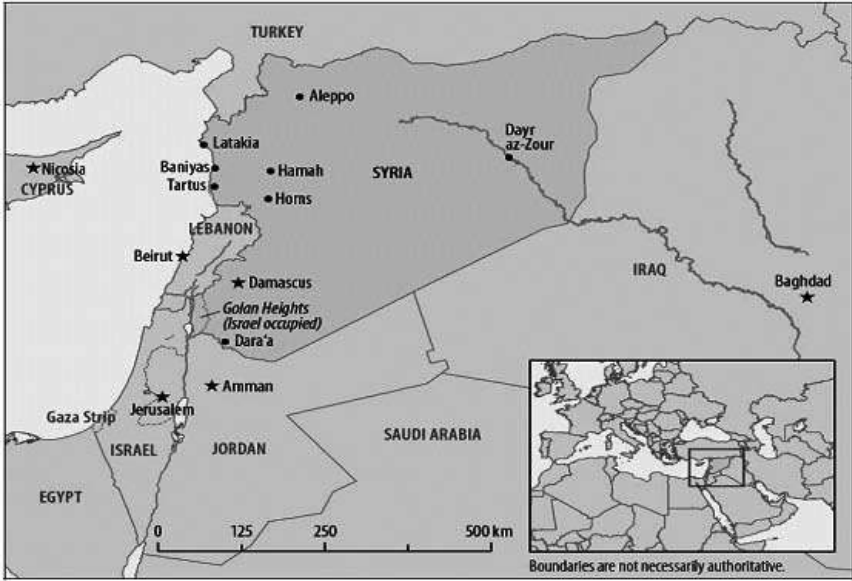 TURKEY
Aleppo
Latakia
Dayr
az-Zour
Baniyas
Hamah
SYRIA
Nicosia
CYPRUS
Tartus
Homs
LEBANON
Beirut
IRAQ
Damascus
Baghdad
Golan Heights
(Israel occupied)
Dara'a
Amman
Jerusalem
Gaza Strip
SAUDI ARABIA
ISRAEL
JORDAN
EGYPT
0 125 250 500 km
Boundaries are not necessarily authoritative.